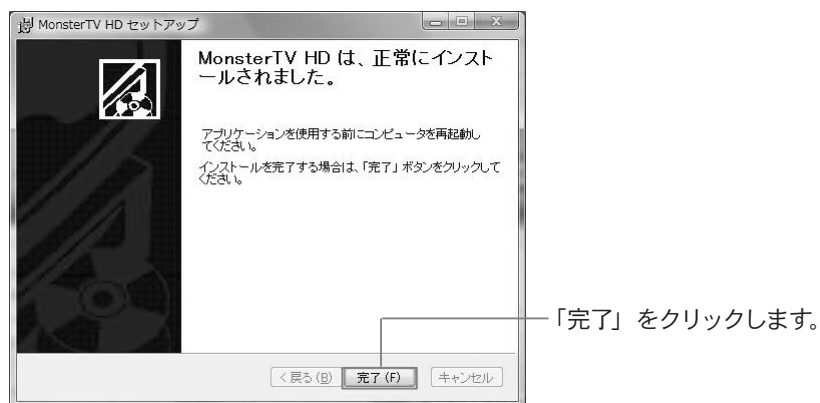 MonsterTV HD セットアップ
MonsterTV HD は、正常にインスト
ールされました。
アプリケーションを使用する前にコンピュータを再起動し
てください。
インストールを完了する場合は、「完了」ボタンをクリックして
ください。
「完了」をクリックします。
< 戻る(B)
完了(F)
キャンセル